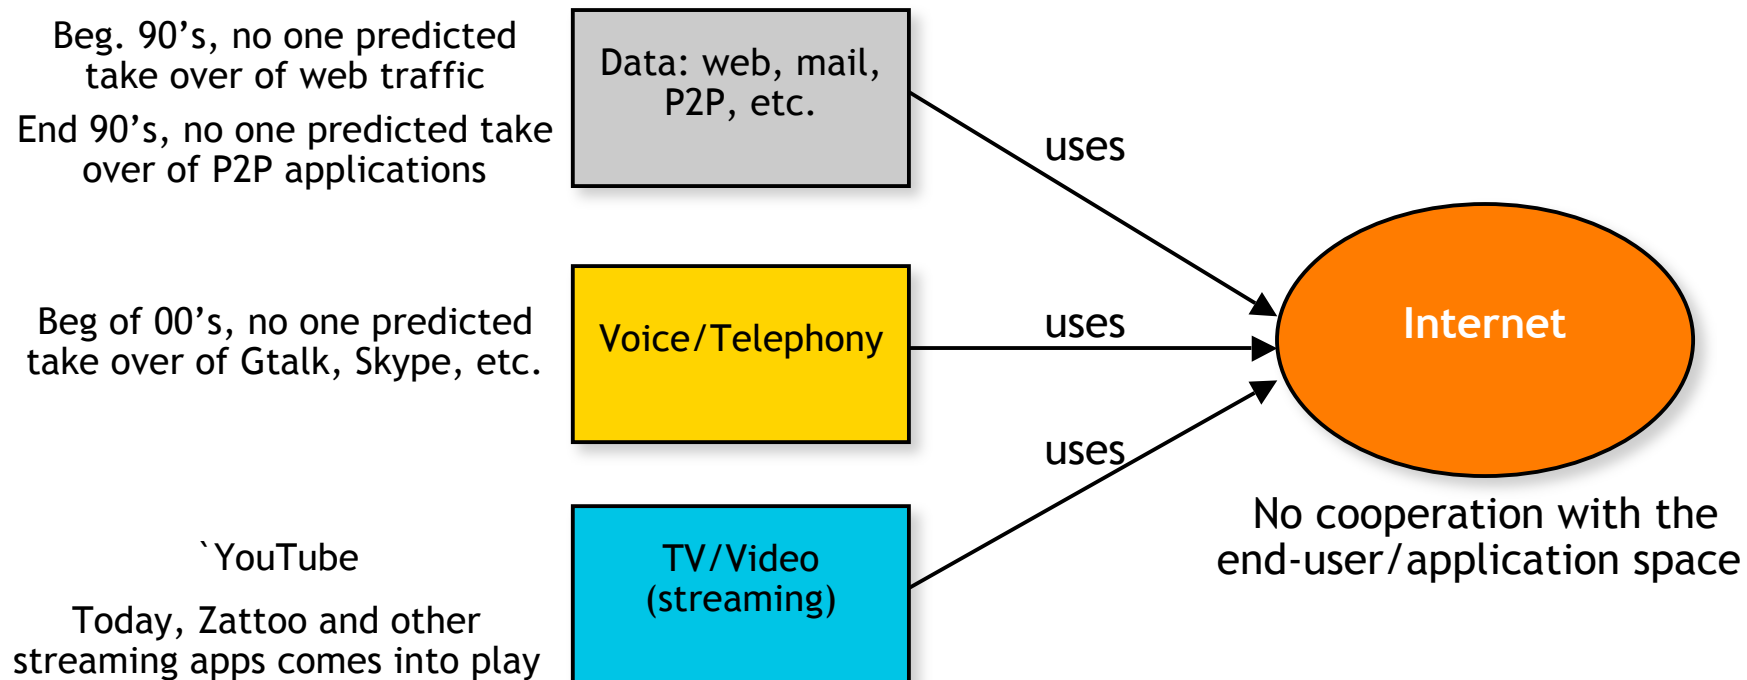 Beg. 90’s, no one predicted
take over of web traffic
End 90’s, no one predicted take
over of P2P applications
Data: web, mail,
P2P, etc.
uses
Beg of 00’s, no one predicted
take over of Gtalk, Skype, etc.
Voice/Telephony
uses
Internet
uses
`YouTube
Today, Zattoo and other
streaming apps comes into play
TV/Video
(streaming)
No cooperation with the
end-user/application space